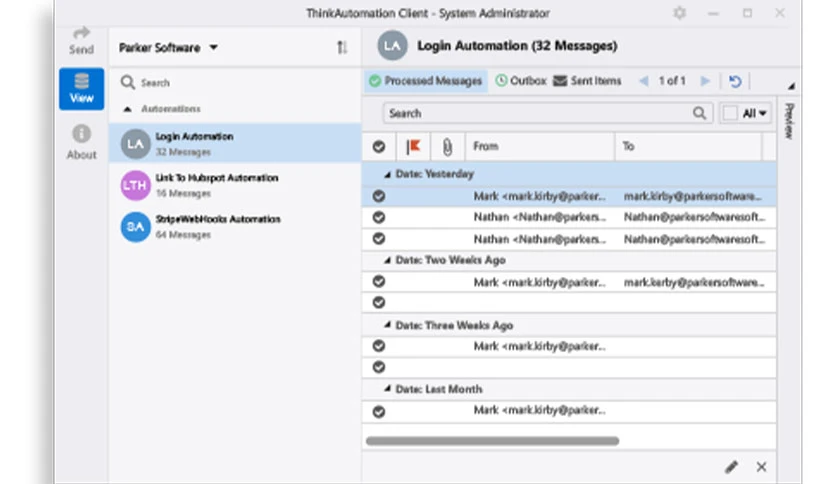 ThinkAutomation Client - System Administrator
Send
View
About
Parker Software
Search
Automations
LA
Login Automation
32 Messages
LTH
Link To Hubspot Automation
16 Messages
SA
StripeWebHooks Automation
64 Messages
LA
Login Automation (32 Messages)
Processed Messages Outbox Sent Items 1 of 1
Search
All
Preview
From To
Date: Yesterday
Mark <mark.kirby@parker... mark.kirby@parkersoftware...
Nathan <Nathan@parkers... Nathan@parkersoftwaresoft...
Nathan <Nathan@parkers... Nathan@parkersoftwaresoft...
Date: Two Weeks Ago
Mark <mark.kirby@parker... mark.kerby@parkersoftware...
Date: Three Weeks Ago
Mark <mark.kirby@parker...
Date: Last Month
Mark <mark.kirby@parker...